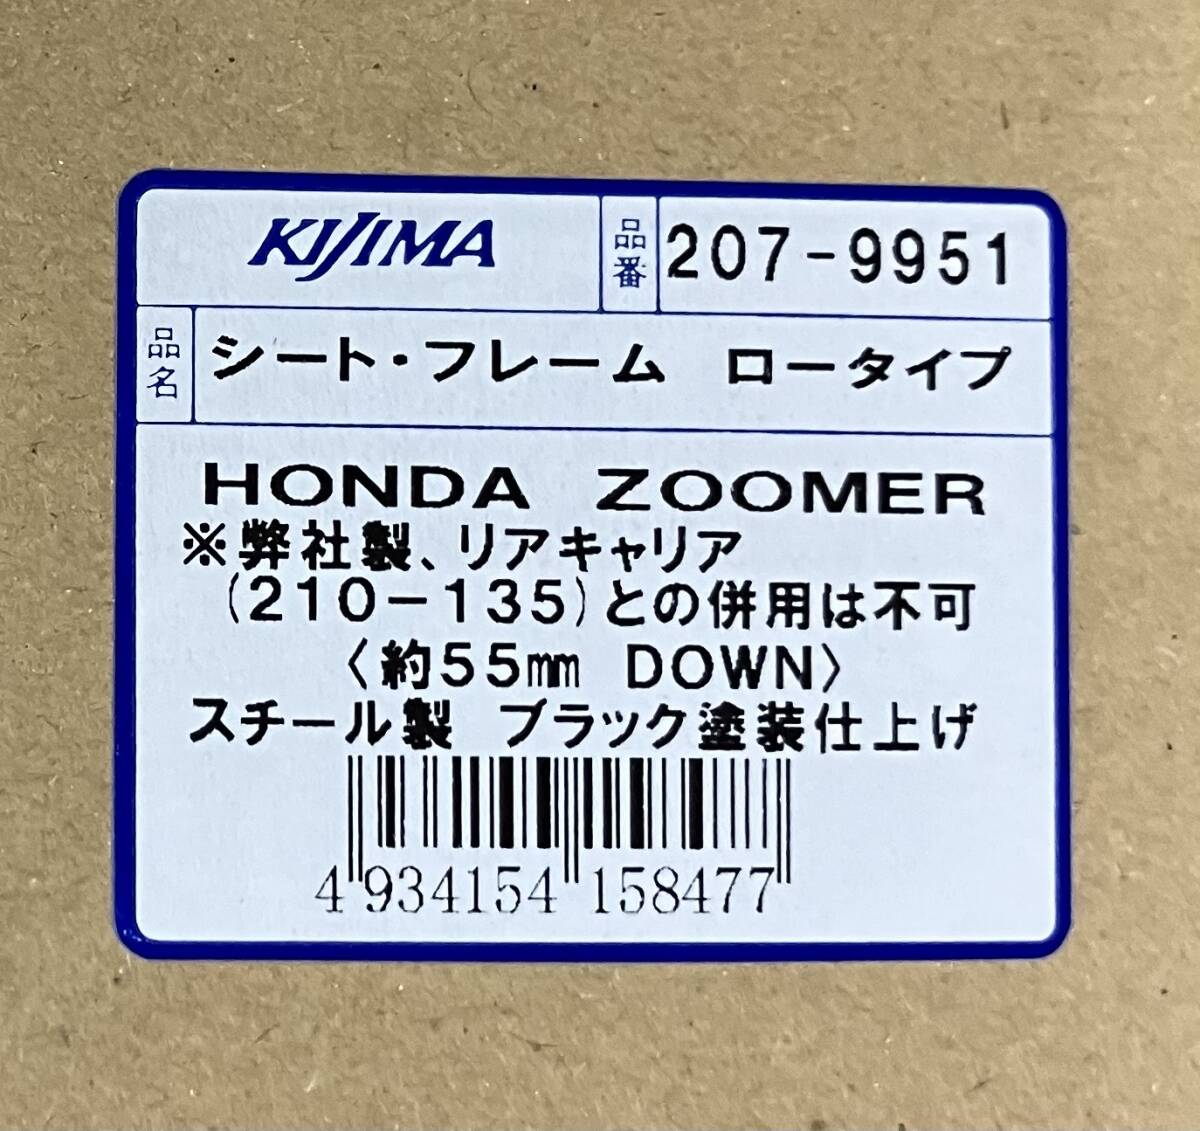 KIJIMA 品番 207-9951
品名 シート・フレーム ロータイプ
HONDA ZOOMER
※弊社製、リアキャリア
(210-135)との併用は不可
〈約55㎜ DOWN〉
スチール製 ブラック塗装仕上げ
4 934154 158477